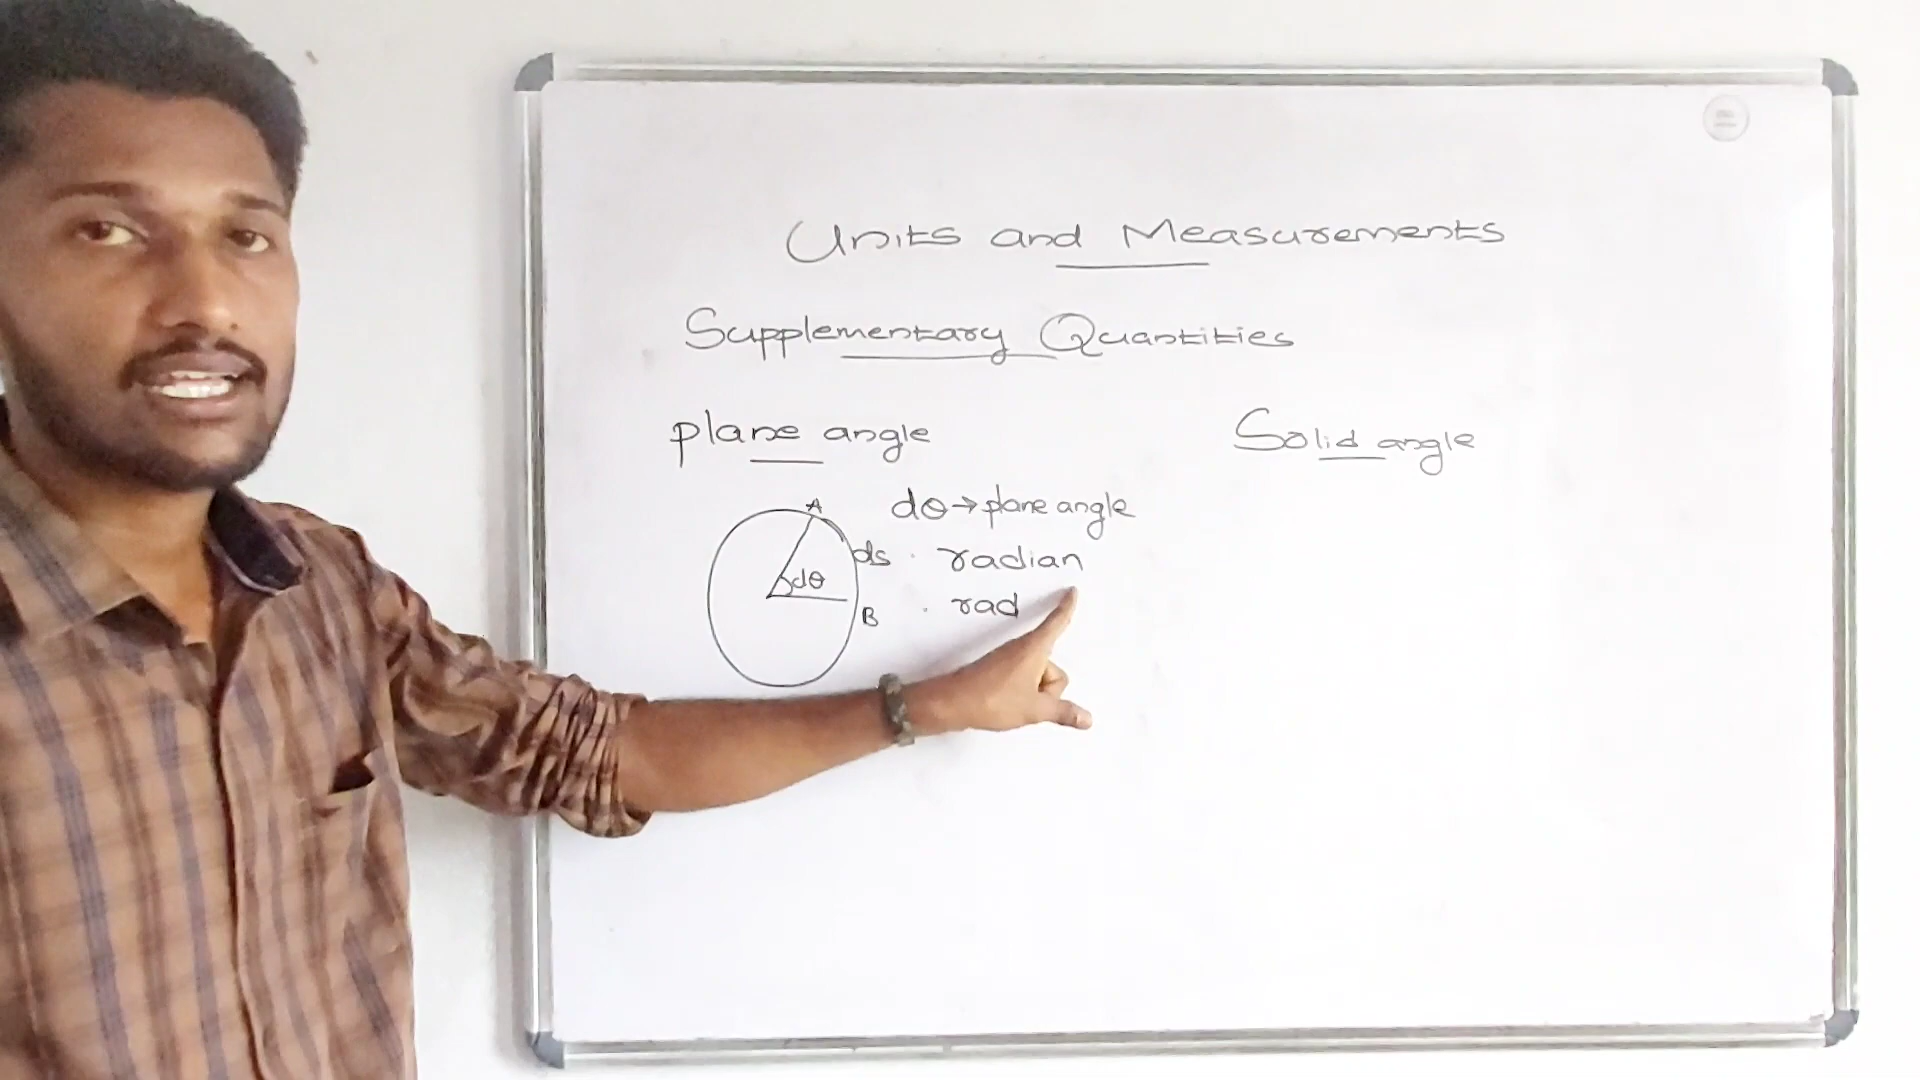 Units and Measurements
Supplementary Quantities
plane angle
Solid angle
A
dθ→plane angle
ds
. radian
dθ
. rad
B